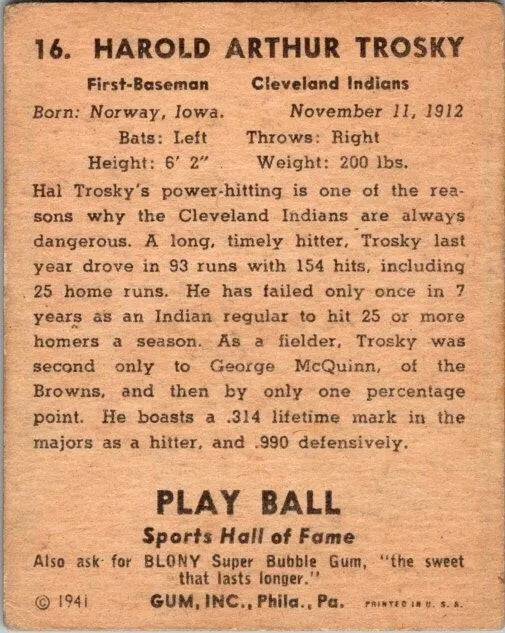 16. HAROLD ARTHUR TROSKY
First-Baseman Cleveland Indians
Born: Norway, Iowa. November 11, 1912
Bats: Left Throws: Right
Height: 6' 2" Weight: 200 lbs.
Hal Trosky's power-hitting is one of the rea-
sons why the Cleveland Indians are always
dangerous. A long, timely hitter, Trosky last
year drove in 93 runs with 154 hits, including
25 home runs. He has failed only once in 7
years as an Indian regular to hit 25 or more
homers a season. As a fielder, Trosky was
second only to George McQuinn, of the
Browns, and then by only one percentage
point. He boasts a .314 lifetime mark in the
majors as a hitter, and .990 defensively.
PLAY BALL
Sports Hall of Fame
Also ask for BLONY Super Bubble Gum, "the sweet
that lasts longer."
© 1941 GUM, INC., Phila., Pa. PRINTED IN U. S. A.